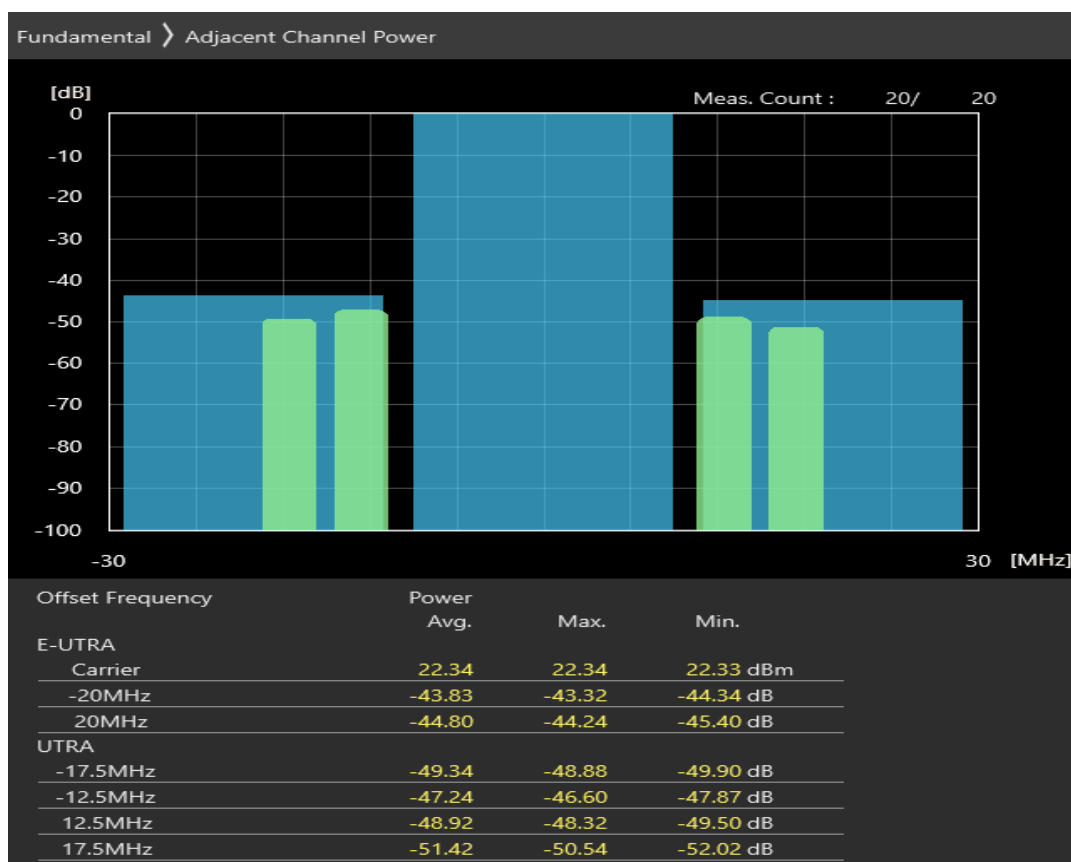 Fundamental 〉 Adjacent Channel Power
[dB]
Meas. Count : 20/ 20
0
-10
-20
-30
-40
-50
-60
-70
-80
-90
-100
-30 30 [MHz]
Offset Frequency Power
Avg. Max. Min.
E-UTRA
Carrier 22.34 22.34 22.33 dBm
-20MHz -43.83 -43.32 -44.34 dB
20MHz -44.80 -44.24 -45.40 dB
UTRA
-17.5MHz -49.34 -48.88 -49.90 dB
-12.5MHz -47.24 -46.60 -47.87 dB
12.5MHz -48.92 -48.32 -49.50 dB
17.5MHz -51.42 -50.54 -52.02 dB